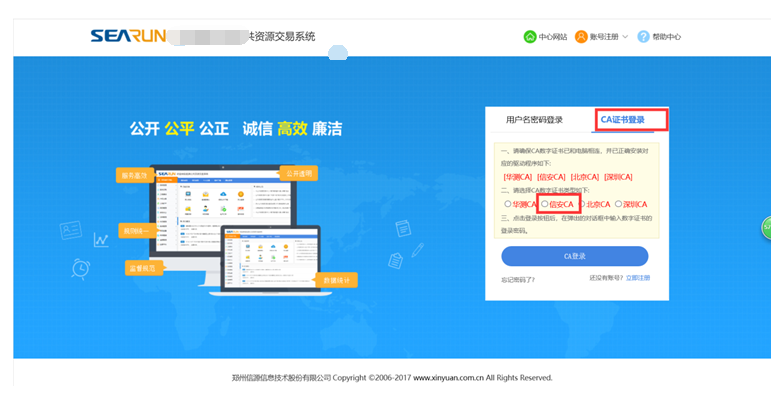 SEARUN
共资源交易系统
中心网站 账号注册 帮助中心
公开 公平 公正 诚信 高效 廉洁
用户名密码登录 CA证书登录
一、请确保CA数字证书已和电脑相连，并已正确安装对
应的驱动程序如下:
[华测CA] [信安CA] [北京CA] [深圳CA]
二、请选择CA数字证书类型如下:
华测CA 信安CA 北京CA 深圳CA
三、点击登录按钮后，在弹出的对话框中输入数字证书的
登录密码。
CA登录
忘记密码了? 还没有账号? 立即注册
公开透明
数据统计
郑州信源信息技术股份有限公司 Copyright ©2006-2017 www.xinyuan.com.cn All Rights Reserved.